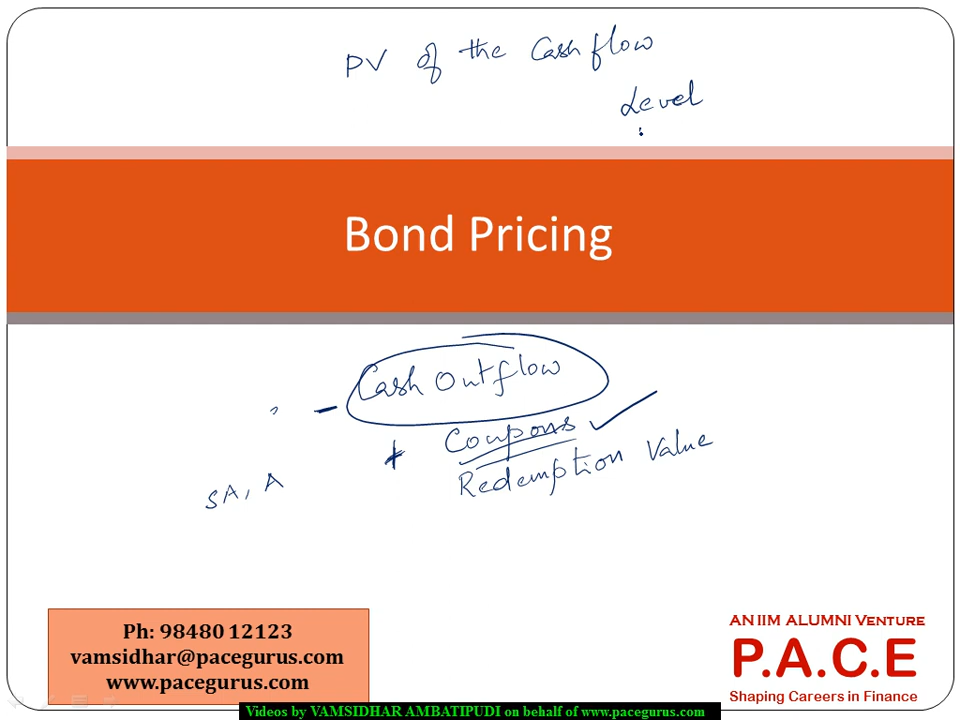 PV of the Cash flow
Level
Bond Pricing
Cash Outflow
Coupons
Redemption Value
SA, A
Ph: 98480 12123
vamsidhar@pacegurus.com
www.pacegurus.com
AN IIM ALUMNI VENTURE
P.A.C.E
Shaping Careers in Finance
Videos by VAMSIDHAR AMBATIPUDI on behalf of www.pacegurus.com